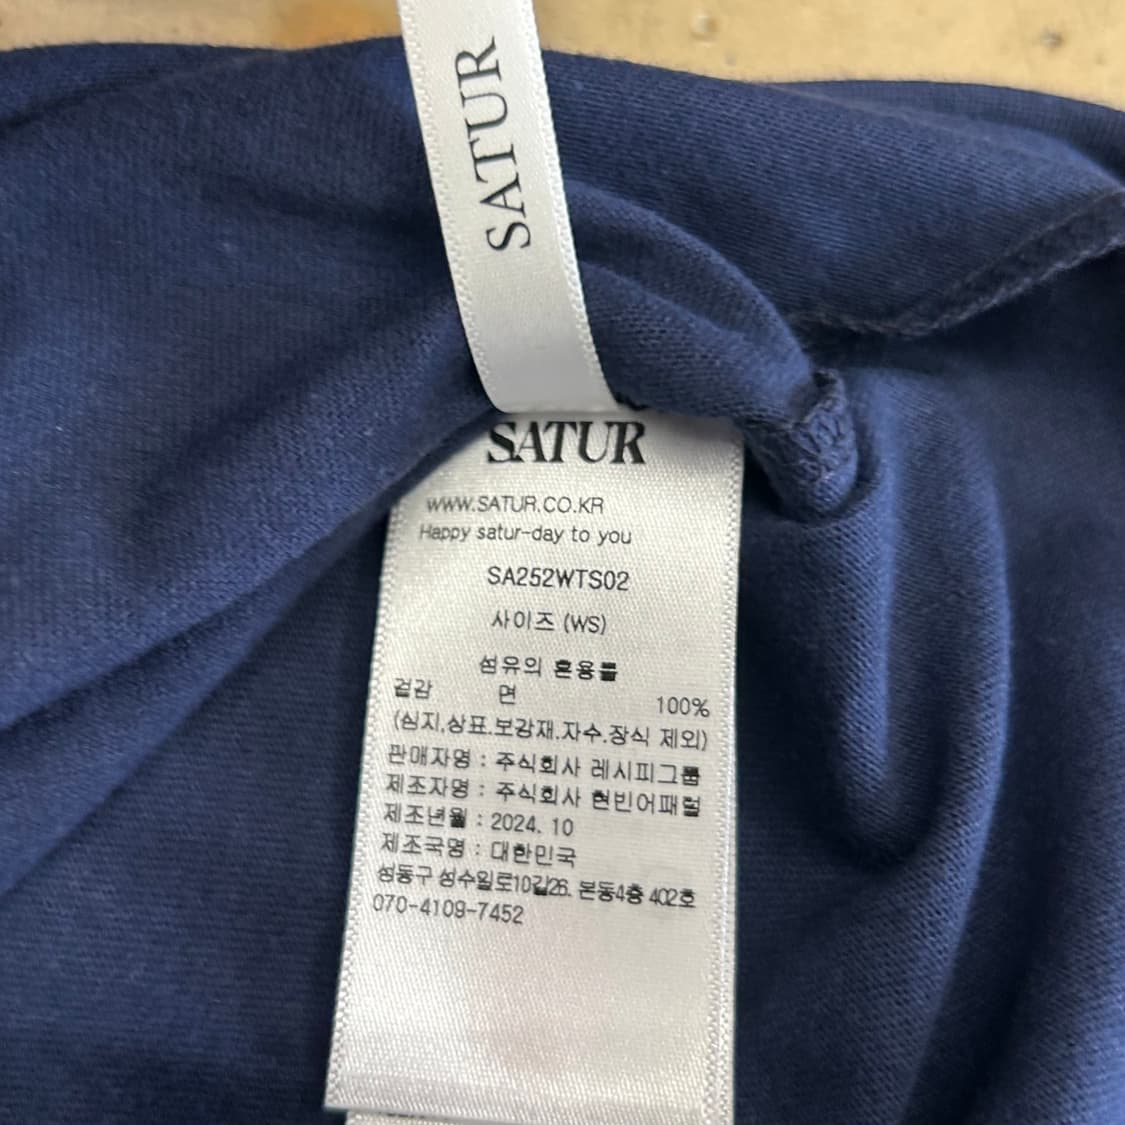 SATUR
SATUR
WWW.SATUR.CO.KR
Happy satur-day to you
SA252WTS02
사이즈 (WS)
섬유의 혼용률
겉감 면 100%
(심지.상표.보강재.자수.장식 제외)
판매자명 : 주식회사 레시피그룹
제조자명 : 주식회사 현빈어패럴
제조년월 : 2024. 10
제조국명 : 대한민국
성동구 성수일로10길26. 본동4층 402호
070-4109-7452